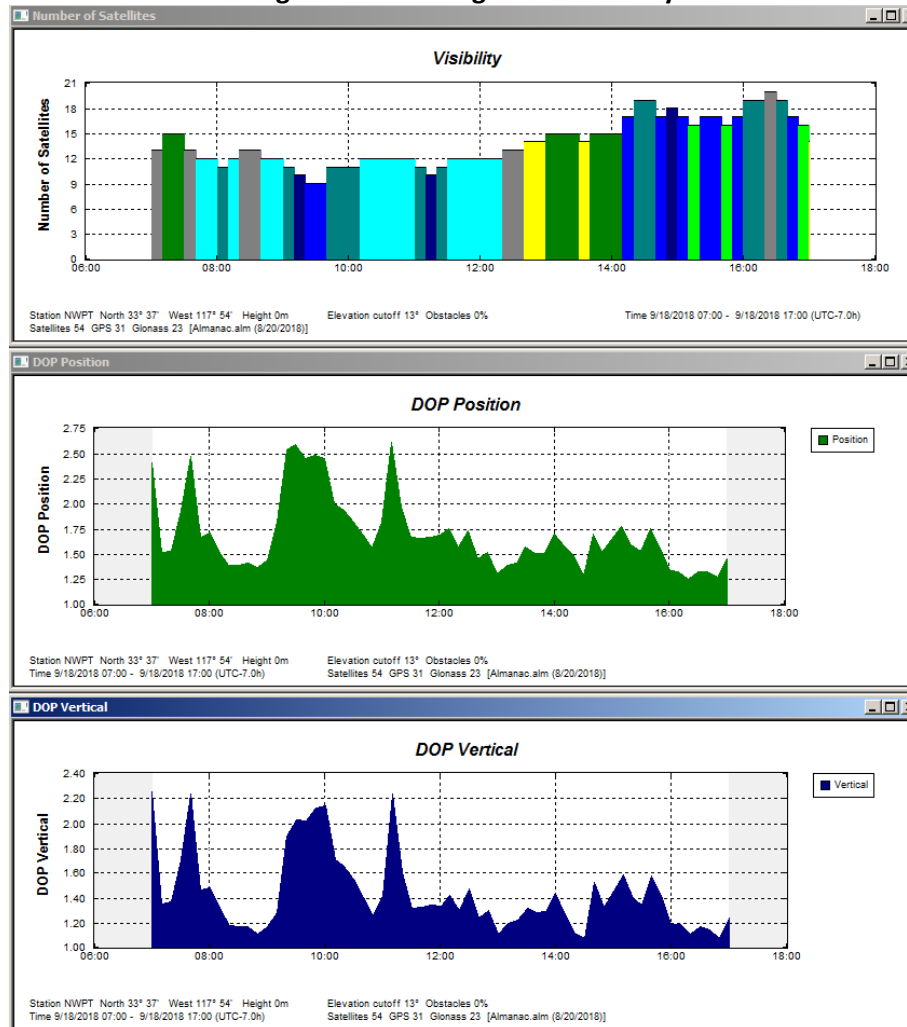 Number of Satellites
Visibility
Number of Satellites
21
18
15
12
9
6
3
0
06:00 08:00 10:00 12:00 14:00 16:00 18:00
Station NWPT North 33° 37' West 117° 54' Height 0m Elevation cutoff 13° Obstacles 0% Time 9/18/2018 07:00 - 9/18/2018 17:00 (UTC-7.0h)
Satellites 54 GPS 31 Glonass 23 [Almanac.alm (8/20/2018)]
DOP Position
DOP Position
DOP Position
2.75
2.50
2.25
2.00
1.75
1.50
1.25
1.00
06:00 08:00 10:00 12:00 14:00 16:00 18:00
Position
Station NWPT North 33° 37' West 117° 54' Height 0m Elevation cutoff 13° Obstacles 0%
Time 9/18/2018 07:00 - 9/18/2018 17:00 (UTC-7.0h) Satellites 54 GPS 31 Glonass 23 [Almanac.alm (8/20/2018)]
DOP Vertical
DOP Vertical
DOP Vertical
2.40
2.20
2.00
1.80
1.60
1.40
1.20
1.00
06:00 08:00 10:00 12:00 14:00 16:00 18:00
Vertical
Station NWPT North 33° 37' West 117° 54' Height 0m Elevation cutoff 13° Obstacles 0%
Time 9/18/2018 07:00 - 9/18/2018 17:00 (UTC-7.0h) Satellites 54 GPS 31 Glonass 23 [Almanac.alm (8/20/2018)]